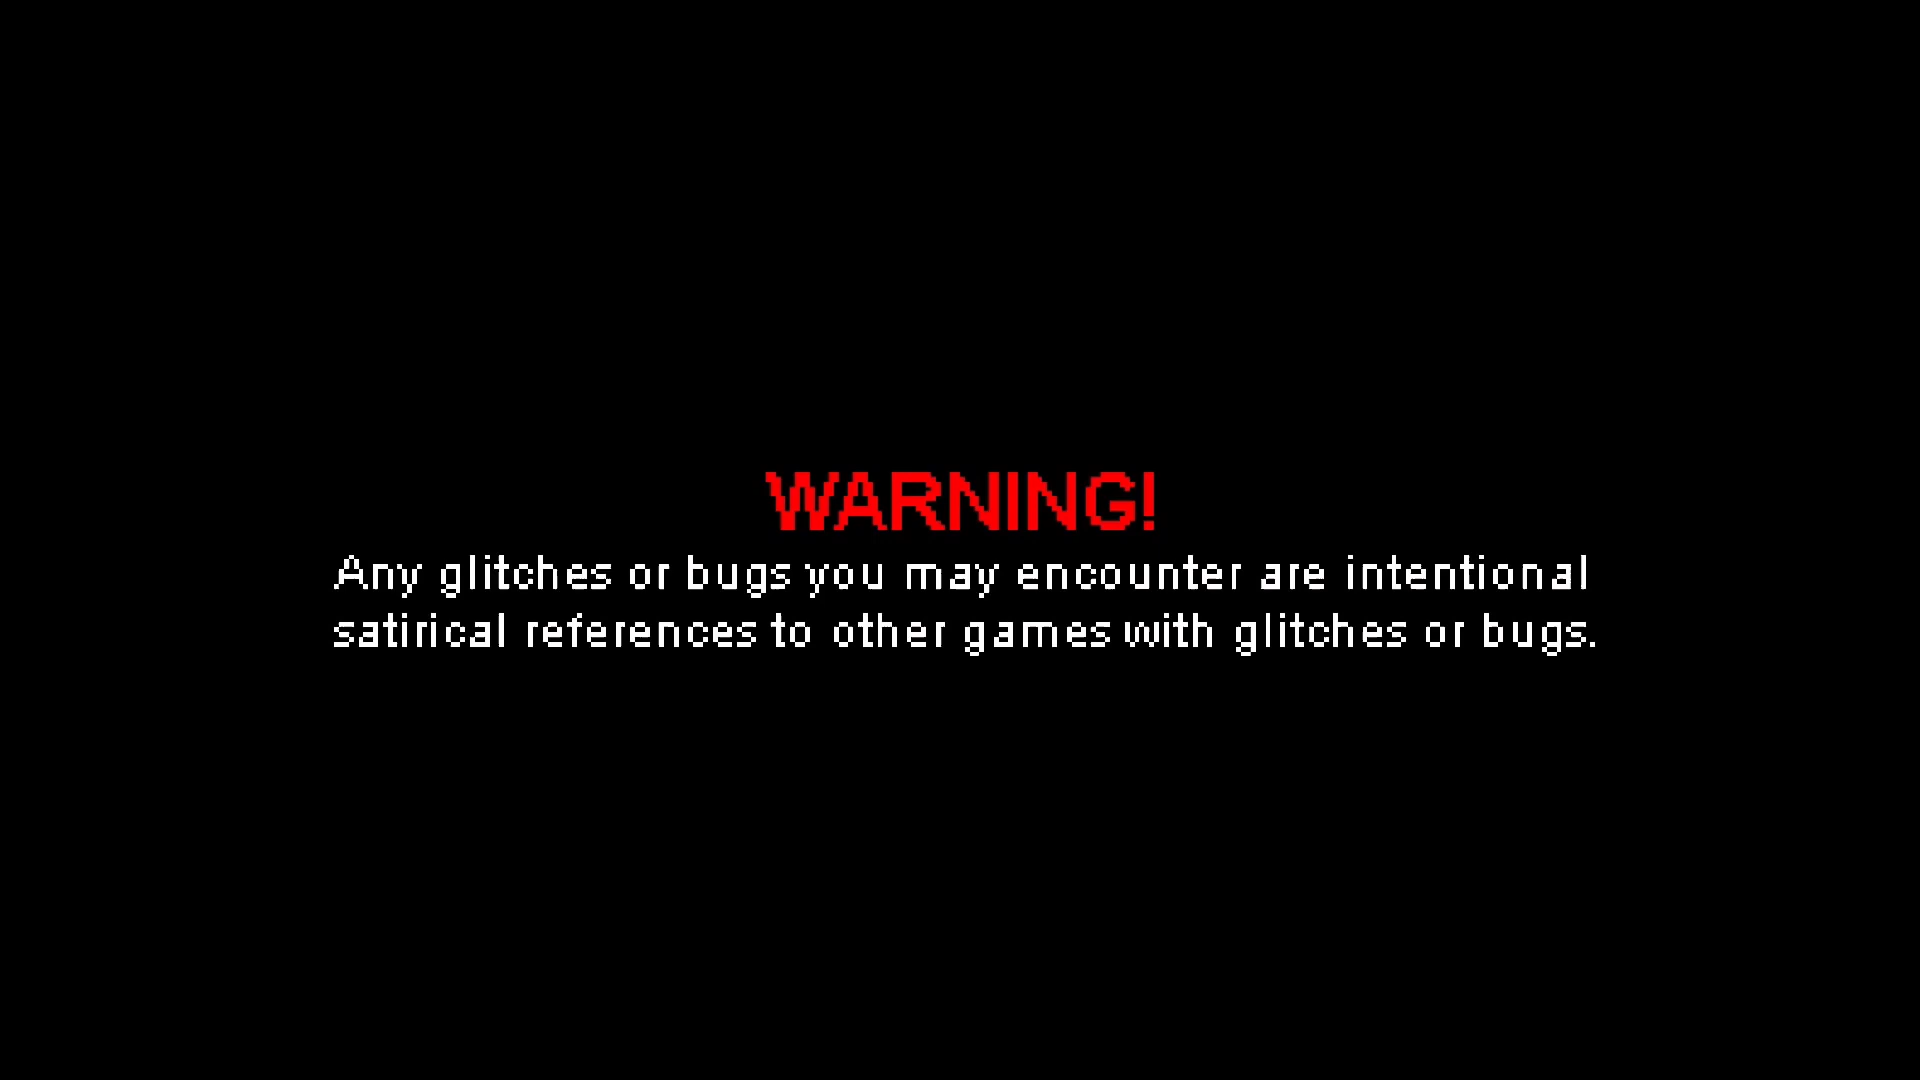 WARNING!
Any glitches or bugs you may encounter are intentional
satirical references to other games with glitches or bugs.